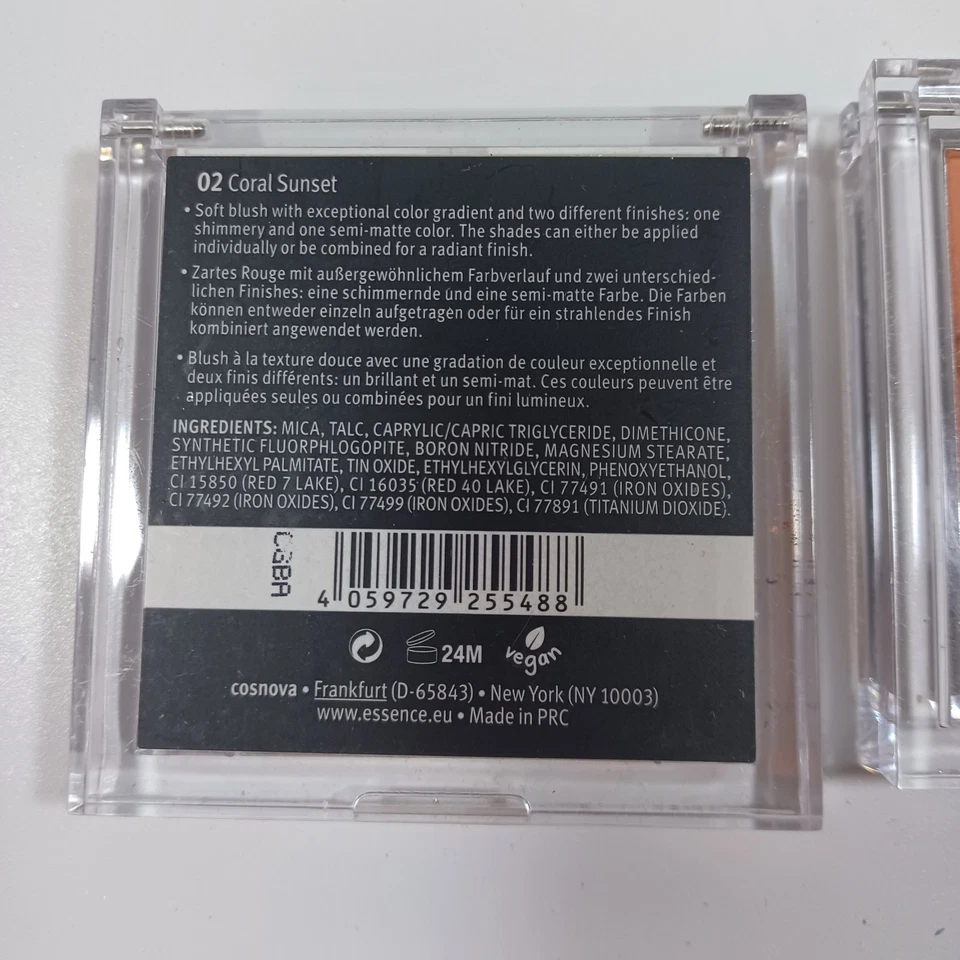 02 Coral Sunset
• Soft blush with exceptional color gradient and two different finishes: one
shimmery and one semi-matte color. The shades can either be applied
individually or be combined for a radiant finish.
• Zartes Rouge mit außergewöhnlichem Farbverlauf und zwei unterschied-
lichen Finishes: eine schimmernde und eine semi-matte Farbe. Die Farben
können entweder einzeln aufgetragen oder für ein strahlendes Finish
kombiniert angewendet werden.
• Blush à la texture douce avec une gradation de couleur exceptionnelle et
deux finis différents: un brillant et un semi-mat. Ces couleurs peuvent être
appliquées seules ou combinées pour un fini lumineux.
INGREDIENTS: MICA, TALC, CAPRYLIC/CAPRIC TRIGLYCERIDE, DIMETHICONE,
SYNTHETIC FLUORPHLOGOPITE, BORON NITRIDE, MAGNESIUM STEARATE,
ETHYLHEXYL PALMITATE, TIN OXIDE, ETHYLHEXYLGLYCERIN, PHENOXYETHANOL,
CI 15850 (RED 7 LAKE), CI 16035 (RED 40 LAKE), CI 77491 (IRON OXIDES),
CI 77492 (IRON OXIDES), CI 77499 (IRON OXIDES), CI 77891 (TITANIUM DIOXIDE).
4 059729 255488
24M
vegan
cosnova • Frankfurt (D-65843) • New York (NY 10003)
www.essence.eu • Made in PRC